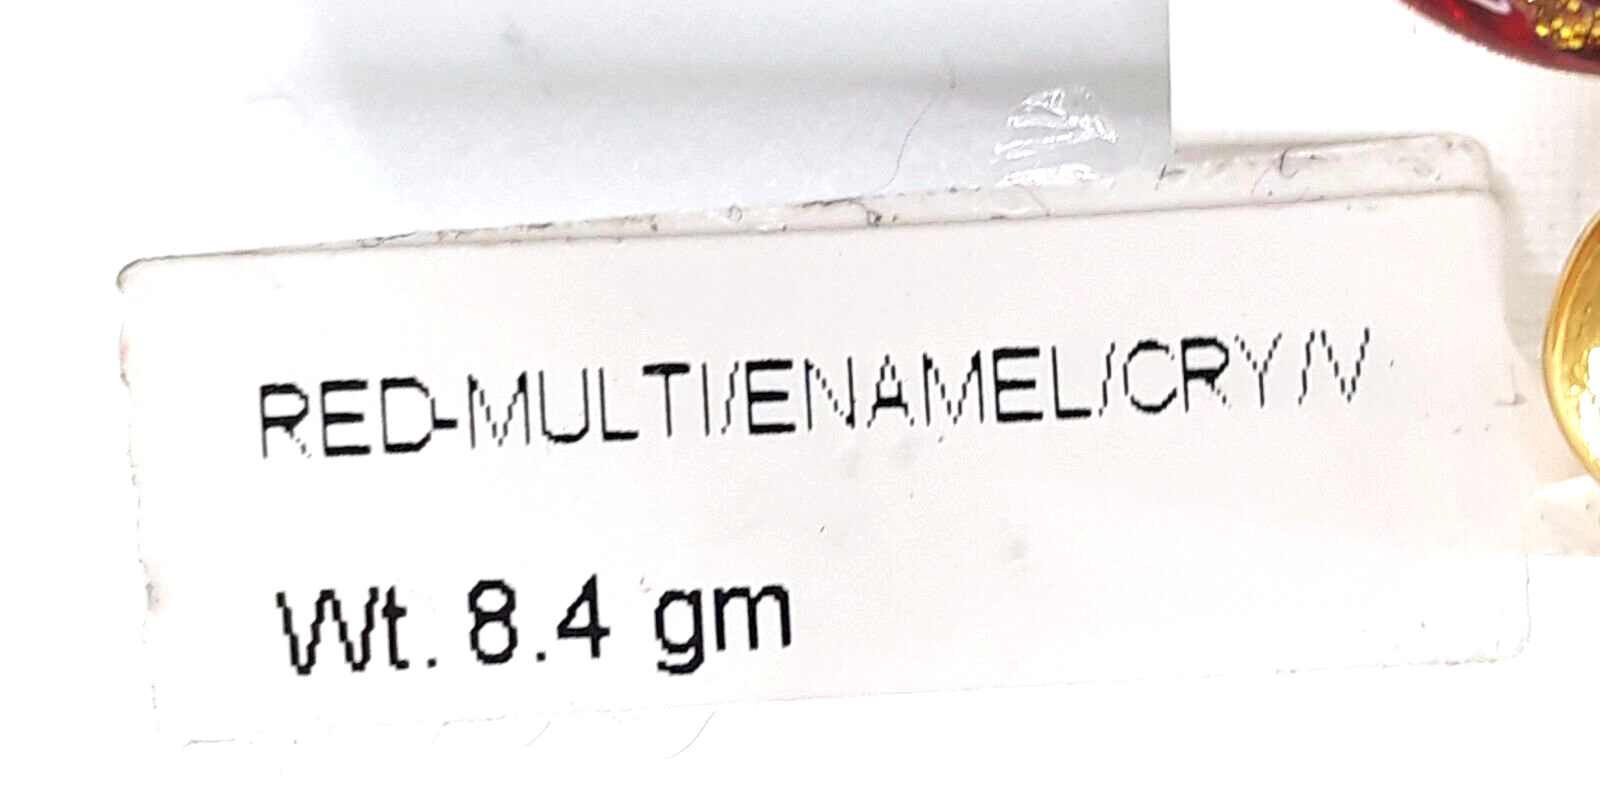 RED-MULTI/ENAMEL/CRY/V
Wt. 8.4 gm